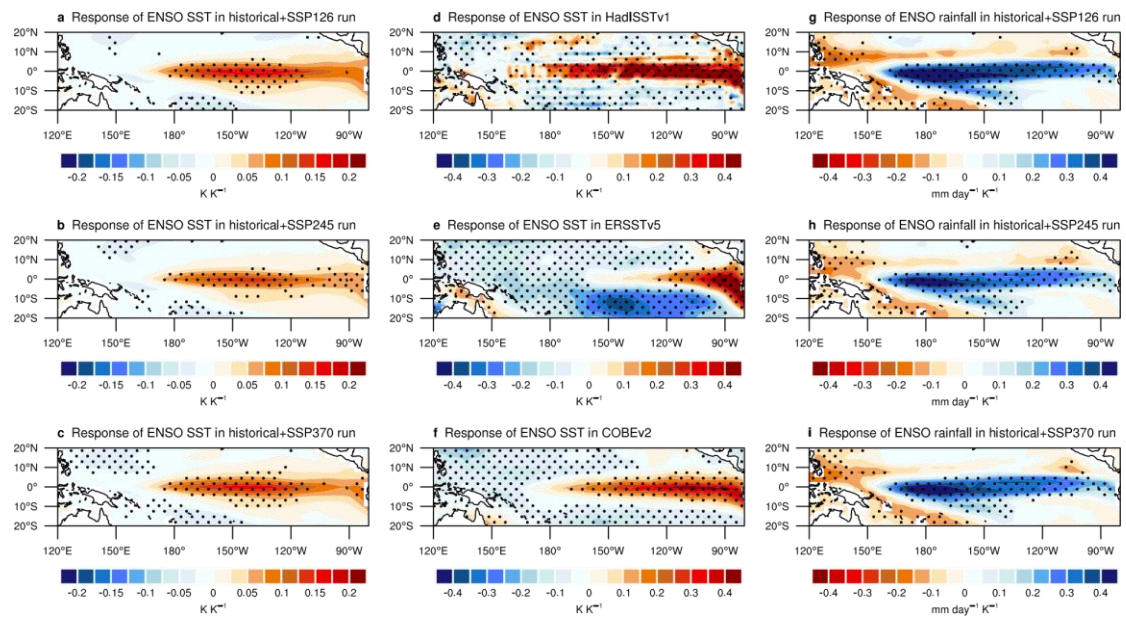 a Response of ENSO SST in historical+SSP126 run
20°N
10°N
0°
10°S
20°S
120°E 150°E 180° 150°W 120°W 90°W
-0.2 -0.15 -0.1 -0.05 0 0.05 0.1 0.15 0.2
K K⁻¹
d Response of ENSO SST in HadISSTv1
20°N
10°N
0°
10°S
20°S
120°E 150°E 180° 150°W 120°W 90°W
-0.4 -0.3 -0.2 -0.1 0 0.1 0.2 0.3 0.4
K K⁻¹
g Response of ENSO rainfall in historical+SSP126 run
20°N
10°N
0°
10°S
20°S
120°E 150°E 180° 150°W 120°W 90°W
-0.4 -0.3 -0.2 -0.1 0 0.1 0.2 0.3 0.4
mm day⁻¹ K⁻¹
b Response of ENSO SST in historical+SSP245 run
20°N
10°N
0°
10°S
20°S
120°E 150°E 180° 150°W 120°W 90°W
-0.2 -0.15 -0.1 -0.05 0 0.05 0.1 0.15 0.2
K K⁻¹
e Response of ENSO SST in ERSSTv5
20°N
10°N
0°
10°S
20°S
120°E 150°E 180° 150°W 120°W 90°W
-0.4 -0.3 -0.2 -0.1 0 0.1 0.2 0.3 0.4
K K⁻¹
h Response of ENSO rainfall in historical+SSP245 run
20°N
10°N
0°
10°S
20°S
120°E 150°E 180° 150°W 120°W 90°W
-0.4 -0.3 -0.2 -0.1 0 0.1 0.2 0.3 0.4
mm day⁻¹ K⁻¹
c Response of ENSO SST in historical+SSP370 run
20°N
10°N
0°
10°S
20°S
120°E 150°E 180° 150°W 120°W 90°W
-0.2 -0.15 -0.1 -0.05 0 0.05 0.1 0.15 0.2
K K⁻¹
f Response of ENSO SST in COBEv2
20°N
10°N
0°
10°S
20°S
120°E 150°E 180° 150°W 120°W 90°W
-0.4 -0.3 -0.2 -0.1 0 0.1 0.2 0.3 0.4
K K⁻¹
i Response of ENSO rainfall in historical+SSP370 run
20°N
10°N
0°
10°S
20°S
120°E 150°E 180° 150°W 120°W 90°W
-0.4 -0.3 -0.2 -0.1 0 0.1 0.2 0.3 0.4
mm day⁻¹ K⁻¹